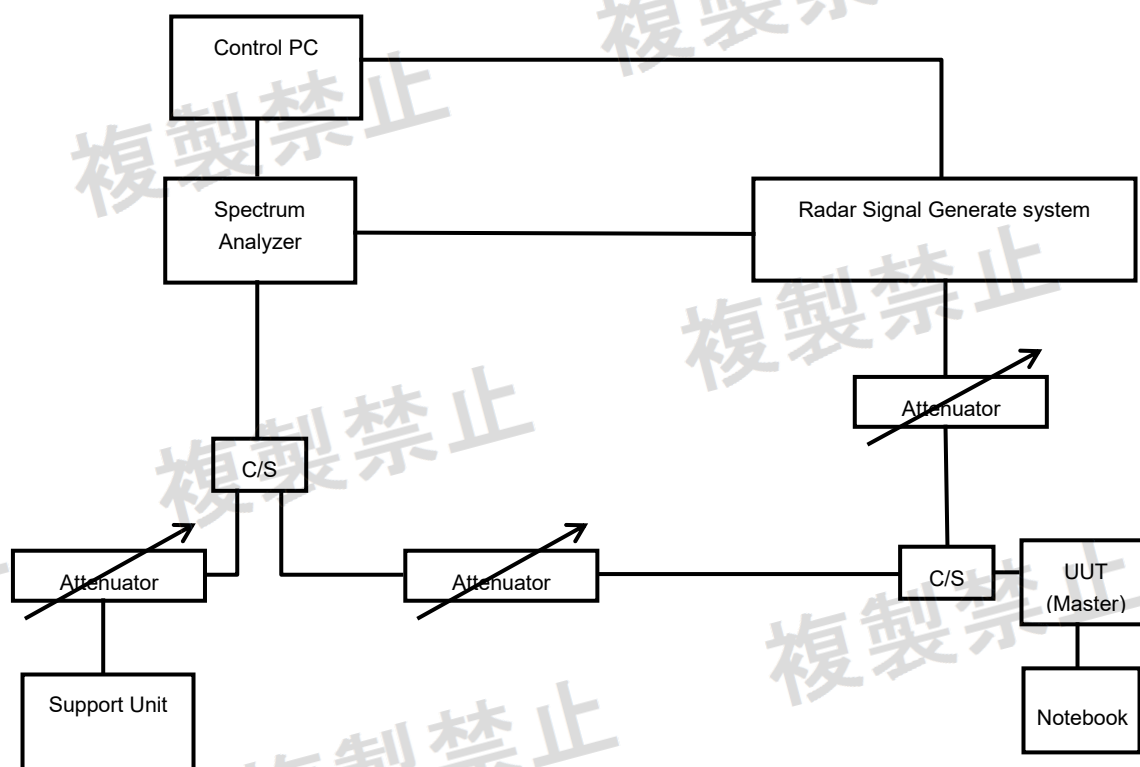 複製禁止
Control PC
複製禁止
Spectrum
Analyzer
Radar Signal Generate system
複製禁止
Attenuator
複製禁止
C/S
Attenuator
Attenuator
C/S
UUT
(Master)
複製禁止
Support Unit
Notebook
複製禁止